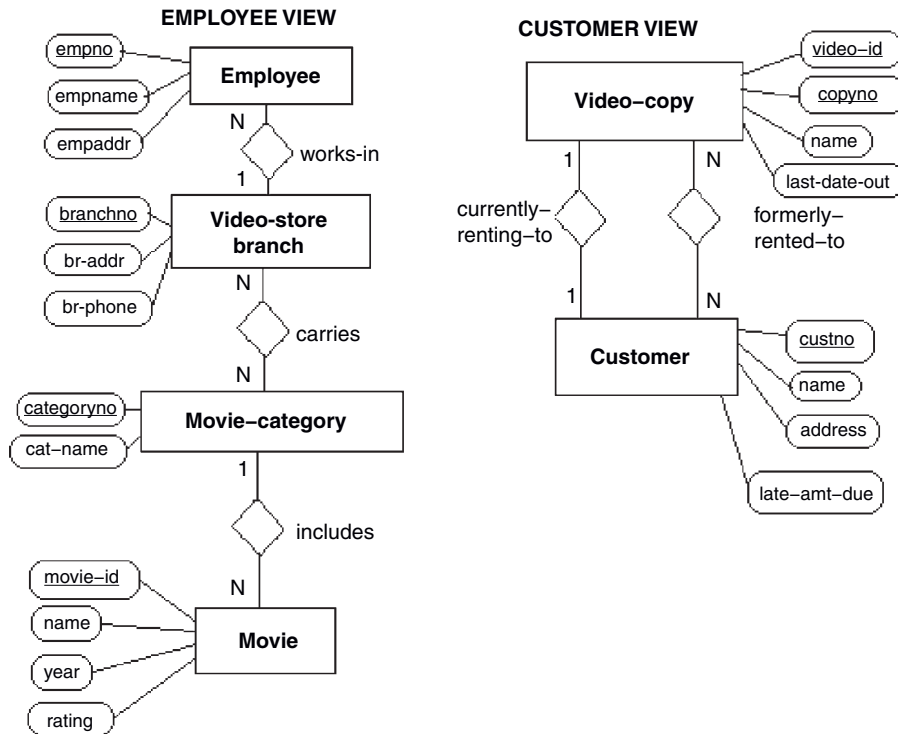 EMPLOYEE VIEW
empno
empname
empaddr
Employee
N
works-in
1
branchno
br-addr
br-phone
Video-store
branch
N
carries
N
categoryno
cat−name
Movie−category
1
includes
N
movie−id
name
year
rating
Movie
CUSTOMER VIEW
Video−copy
video-id
copyno
name
last-date-out
1
N
currently−
renting−to
formerly−
rented−to
1
N
Customer
custno
name
address
late−amt−due